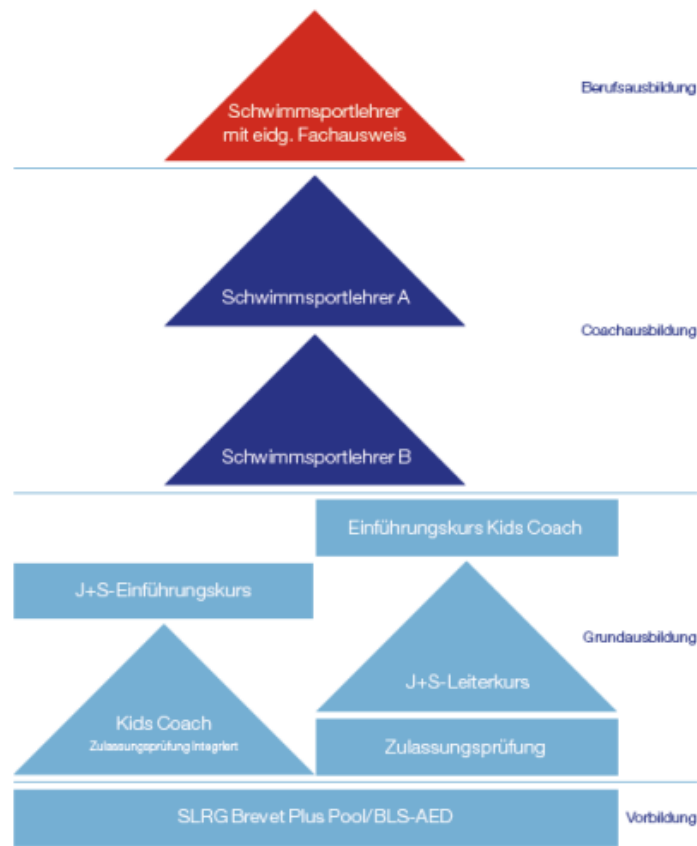 Schwimmsportlehrer
mit eidg. Fachausweis
Berufsausbildung
Schwimmsportlehrer A
Coachausbildung
Schwimmsportlehrer B
Einführungskurs Kids Coach
J+S-Einführungskurs
Grundausbildung
J+S-Leiterkurs
Kids Coach
Zulassungsprüfung integriert
Zulassungsprüfung
SLRG Brevet Plus Pool/BLS-AED
Vorbildung